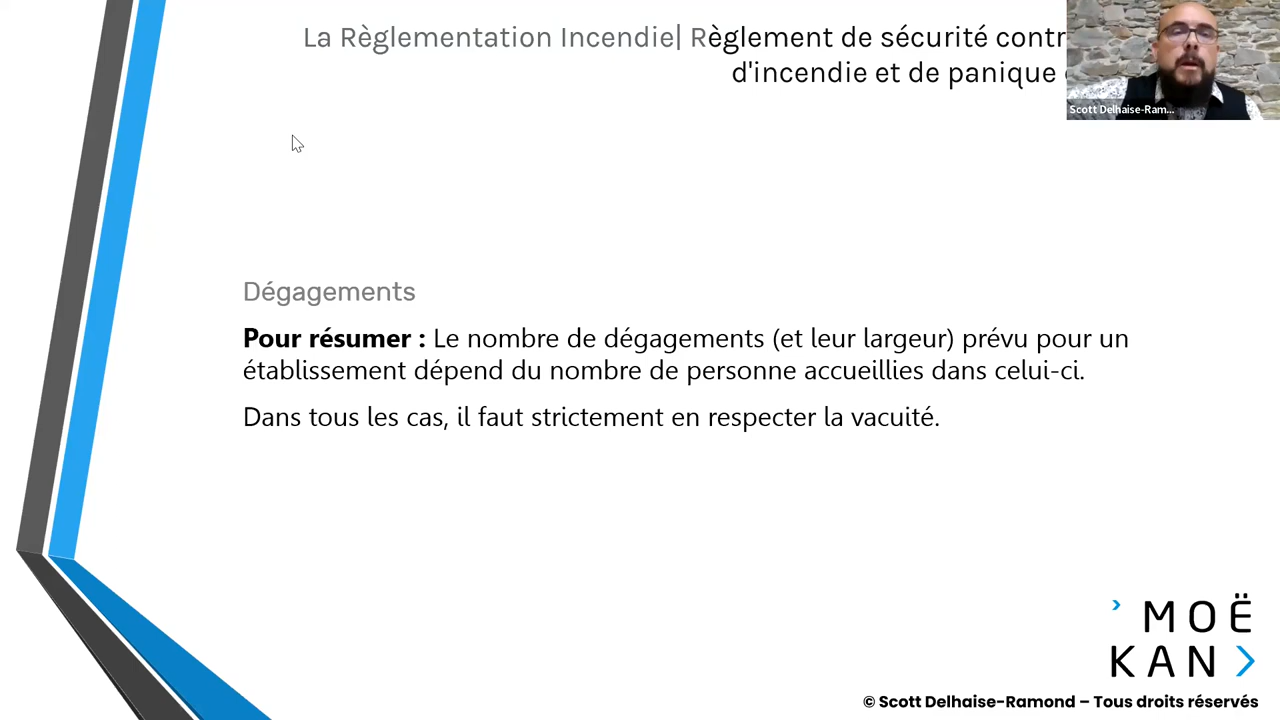 La Règlementation Incendie| Règlement de sécurité contr
d'incendie et de panique
Scott Delhaise-Ram...
Dégagements
Pour résumer : Le nombre de dégagements (et leur largeur) prévu pour un
établissement dépend du nombre de personne accueillies dans celui-ci.
Dans tous les cas, il faut strictement en respecter la vacuité.
MOË
KAN
© Scott Delhaise-Ramond – Tous droits réservés